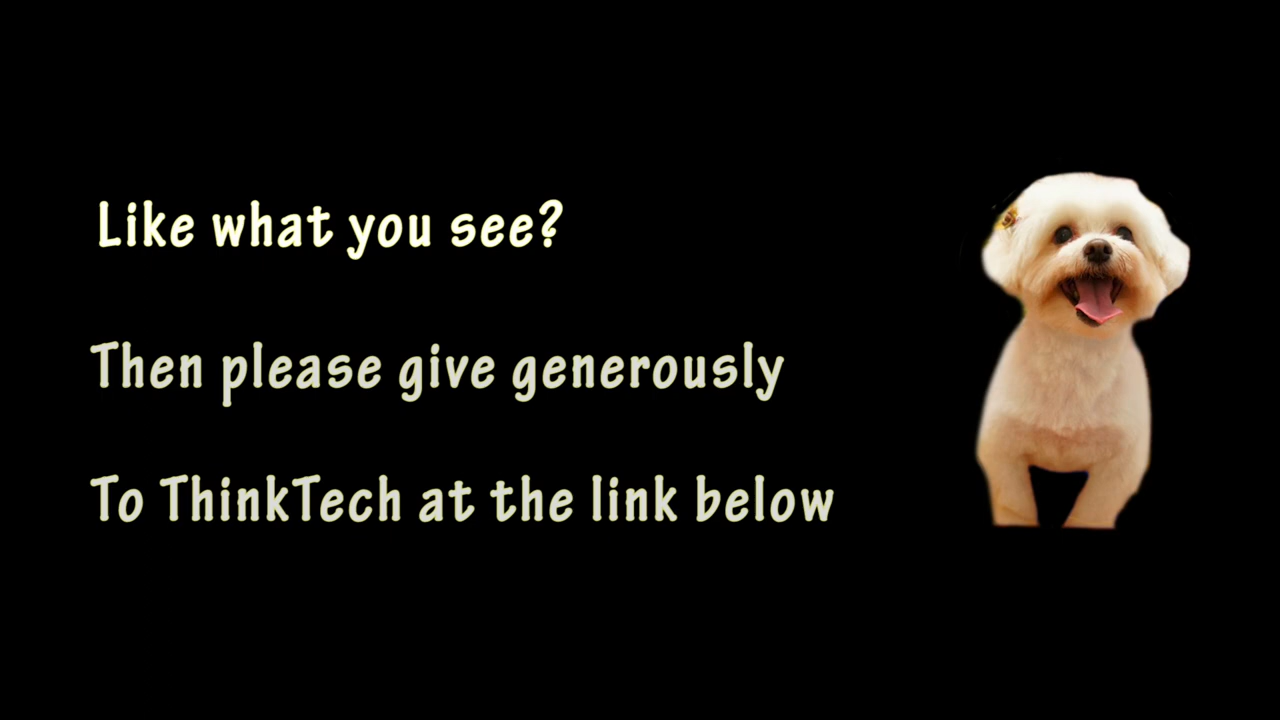 Like what you see?
Then please give generously
To ThinkTech at the link below